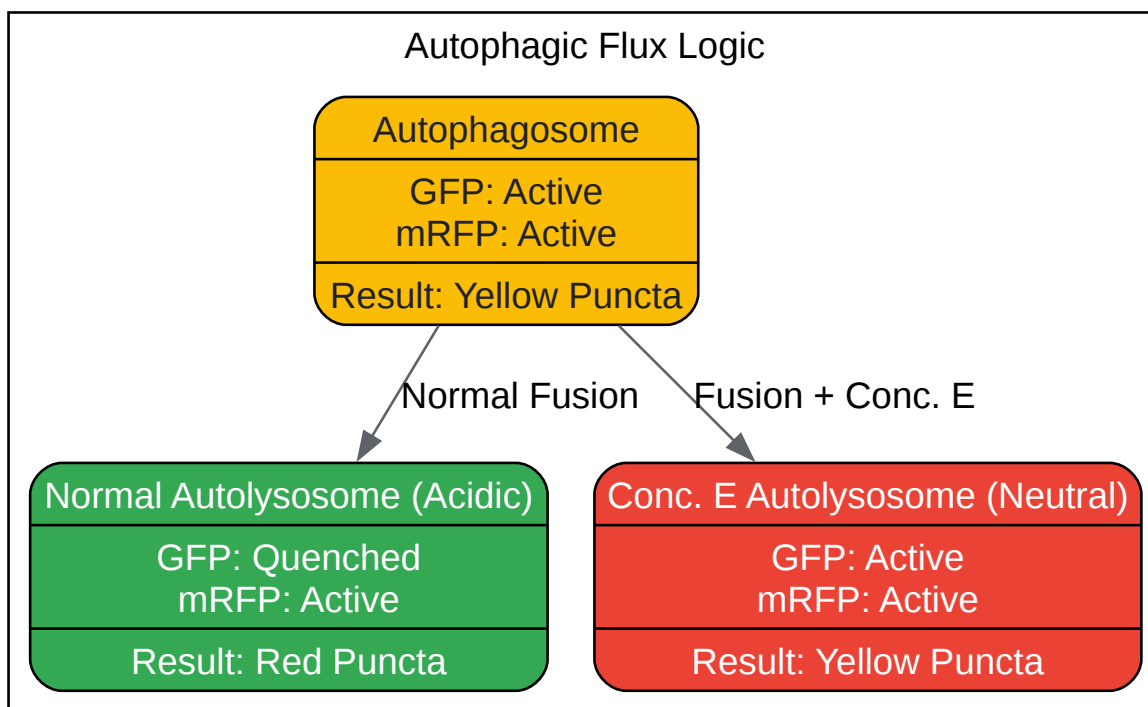 Autophagic Flux Logic
Autophagosome
GFP: Active
mRFP: Active
Result: Yellow Puncta
Normal Fusion
Fusion + Conc. E
Normal Autolysosome (Acidic)
GFP: Quenched
mRFP: Active
Result: Red Puncta
Conc. E Autolysosome (Neutral)
GFP: Active
mRFP: Active
Result: Yellow Puncta